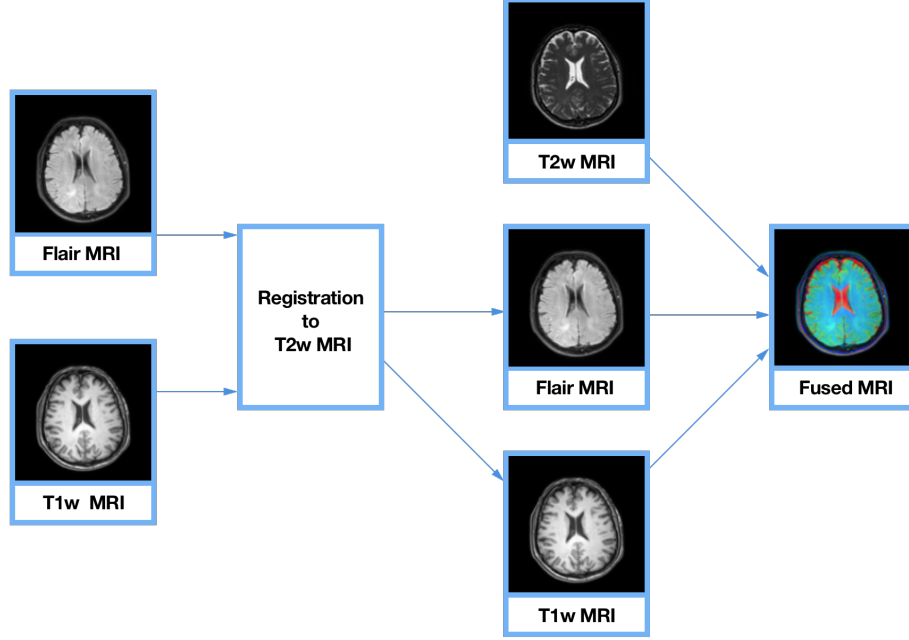 Flair MRI
T1w  MRI
Registration
to
T2w MRI
T2w MRI
Flair MRI
T1w MRI
Fused MRI